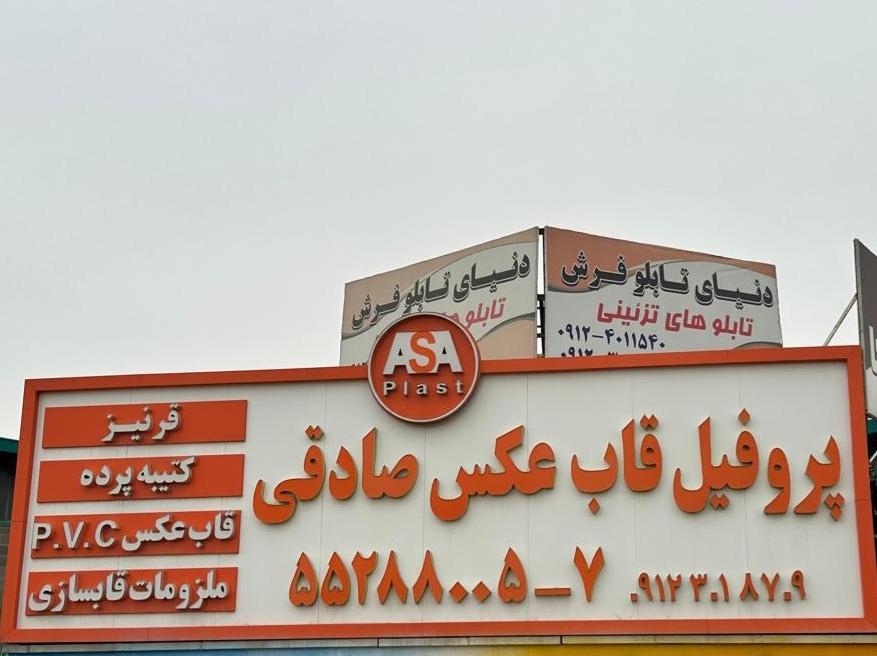 دنیای تابلو فرش
دنیای تابلو فرش
تابلو های تزئینی
۰۹۱۲-۴۰۱۱۵۴۰
ASA
Plast
پروفیل قاب عکس صادقی
۵۵۲۸۸۰۰۵-۷
۰۹۱۲۳۰۱۸۷۰۹
قرنیز
کتیبه پرده
قاب عکس P.V.C
ملزومات قابسازی